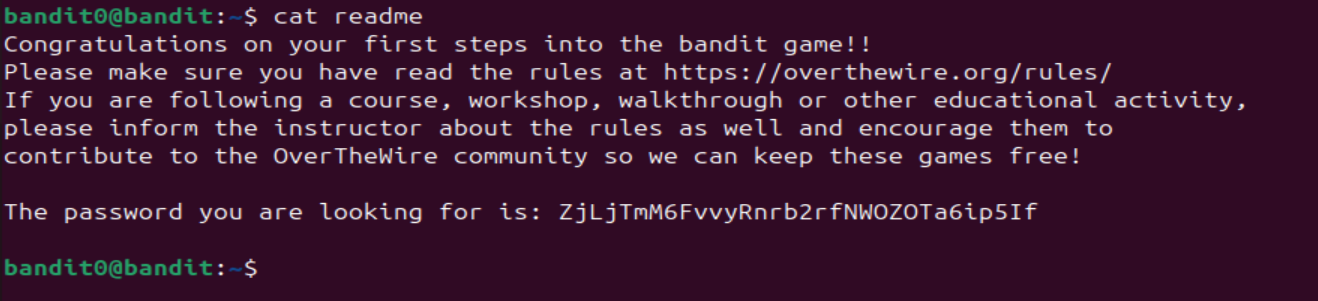 bandit0@bandit:~$ cat readme
Congratulations on your first steps into the bandit game!!
Please make sure you have read the rules at https://overthewire.org/rules/
If you are following a course, workshop, walkthrough or other educational activity,
please inform the instructor about the rules as well and encourage them to
contribute to the OverTheWire community so we can keep these games free!
The password you are looking for is: ZjLjTmM6FvvyRnrb2rfNWOZOTa6ip5If
bandit0@bandit:~$